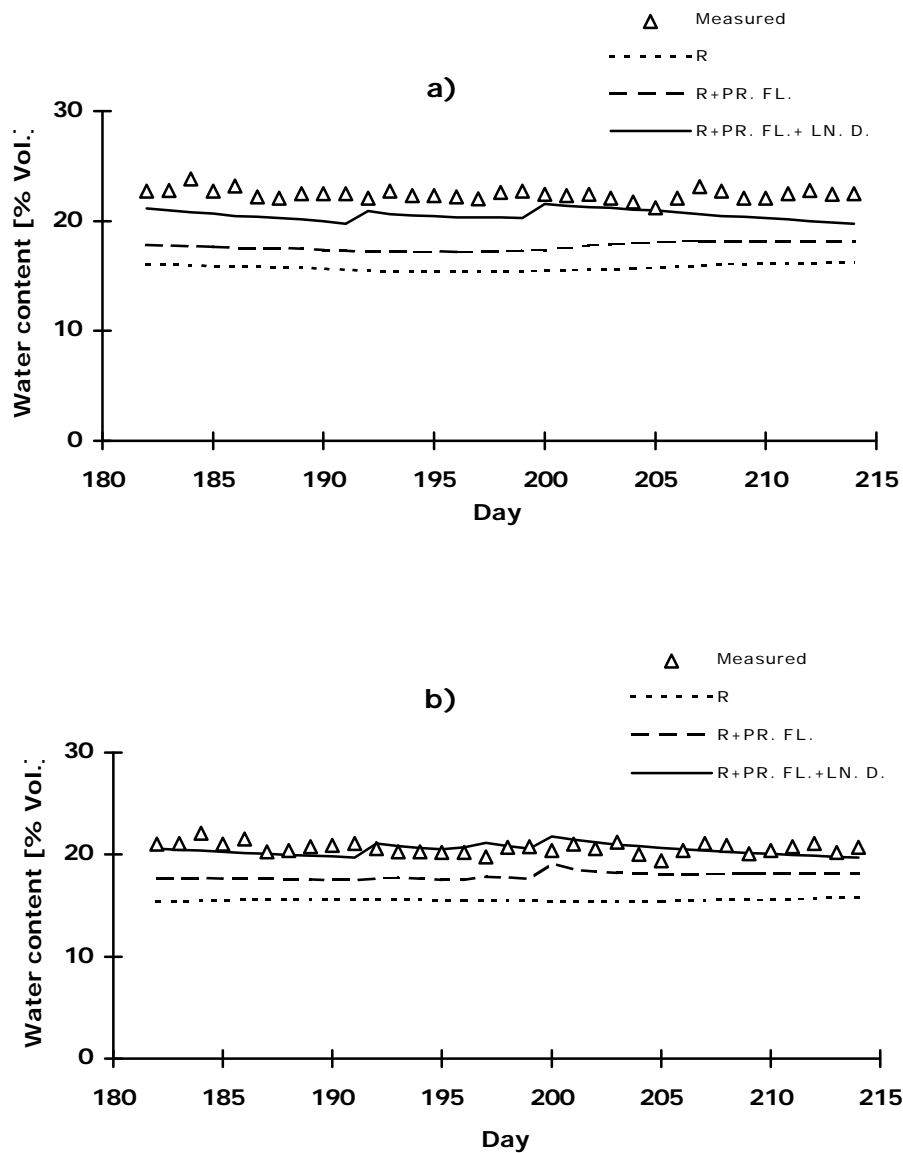 Measured
R
R+PR. FL.
R+PR. FL.+ LN. D.
a)
30
20
10
0
Water content [% Vol.]
180 185 190 195 200 205 210 215
Day
Measured
R
R+PR. FL.
R+PR. FL.+LN. D.
b)
30
20
10
0
Water content [% Vol.]
180 185 190 195 200 205 210 215
Day